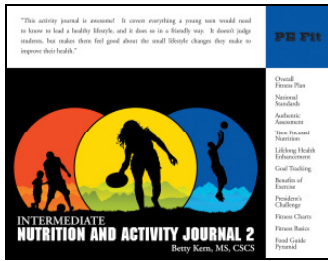 "This activity journal is awesome! It covers everything a young teen would need
to know to lead a healthy lifestyle, and it does so in a friendly way. It doesn't judge
students, but makes them feel good about the small lifestyle changes they make to
improve their health."
PE Fit
Overall
Fitness Plan
National
Standards
Authentic
Assessment
Teen Focused
Nutrition
Lifelong Health
Enhancement
Goal Tracking
Benefits of
Exercise
President's
Challenge
Fitness Charts
Fitness Basics
Food Guide
Pyramid
INTERMEDIATE
NUTRITION AND ACTIVITY JOURNAL 2
Betty Kern, MS, CSCS